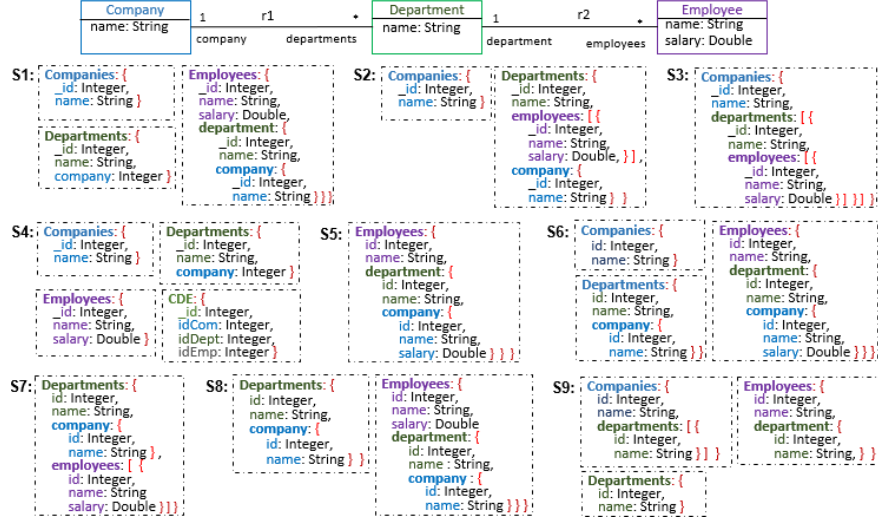 Company
name: String
1
r1
*
company
departments
Department
name: String
1
r2
*
department
employees
Employee
name: String
salary: Double
S1:
Companies: {
_id: Integer,
name: String }
Departments: {
_id: Integer,
name: String,
company: Integer }
Employees: {
_id: Integer,
name: String,
salary: Double,
department: {
_id: Integer,
name: String,
company: {
_id: Integer,
name: String } } }
S2:
Companies: {
_id: Integer,
name: String }
Departments: {
_id: Integer,
name: String,
employees [ {
_id: Integer,
name: String,
salary: Double, } ] ,
company: {
_id: Integer,
name: String } }
S3:
Companies: {
_id: Integer,
name: String,
departments: [ {
_id: Integer,
name: String,
employees: [ {
_id: Integer,
name: String,
salary: Double } ] } ] }
S4:
Companies: {
_id: Integer,
name: String }
Departments: {
_id: Integer,
name: String,
company: Integer }
Employees: {
_id: Integer,
name: String,
salary: Double }
CDE: {
_id: Integer,
idCom: Integer,
idDept: Integer,
idEmp: Integer }
S5:
Employees: {
id: Integer,
name: String,
department: {
id: Integer,
name: String,
company: {
id: Integer,
name: String,
salary: Double } } }
S6:
Companies: {
id: Integer,
name: String }
Departments: {
id: Integer,
name: String,
company: {
id: Integer,
name: String } }
Employees: {
id: Integer,
name: String,
department: {
id: Integer,
name: String,
company: {
id: Integer,
name: String,
salary: Double } } }
S7:
Departments: {
id: Integer,
name: String,
company: {
id: Integer,
name: String } ,
employees: [ {
id: Integer,
name: String
salary: Double } ] }
S8:
Departments: {
id: Integer,
name: String,
company: {
id: Integer,
name: String } }
Employees: {
id: Integer,
name: String,
salary: Double
department: {
id: Integer,
name : String,
company : {
id: Integer,
name: String } } }
S9:
Companies: {
id: Integer,
name: String,
departments: [ {
id: Integer,
name: String } ] }
Departments: {
id: Integer,
name: String }
Employees: {
id: Integer,
name: String,
department: {
id: Integer,
name: String, } }